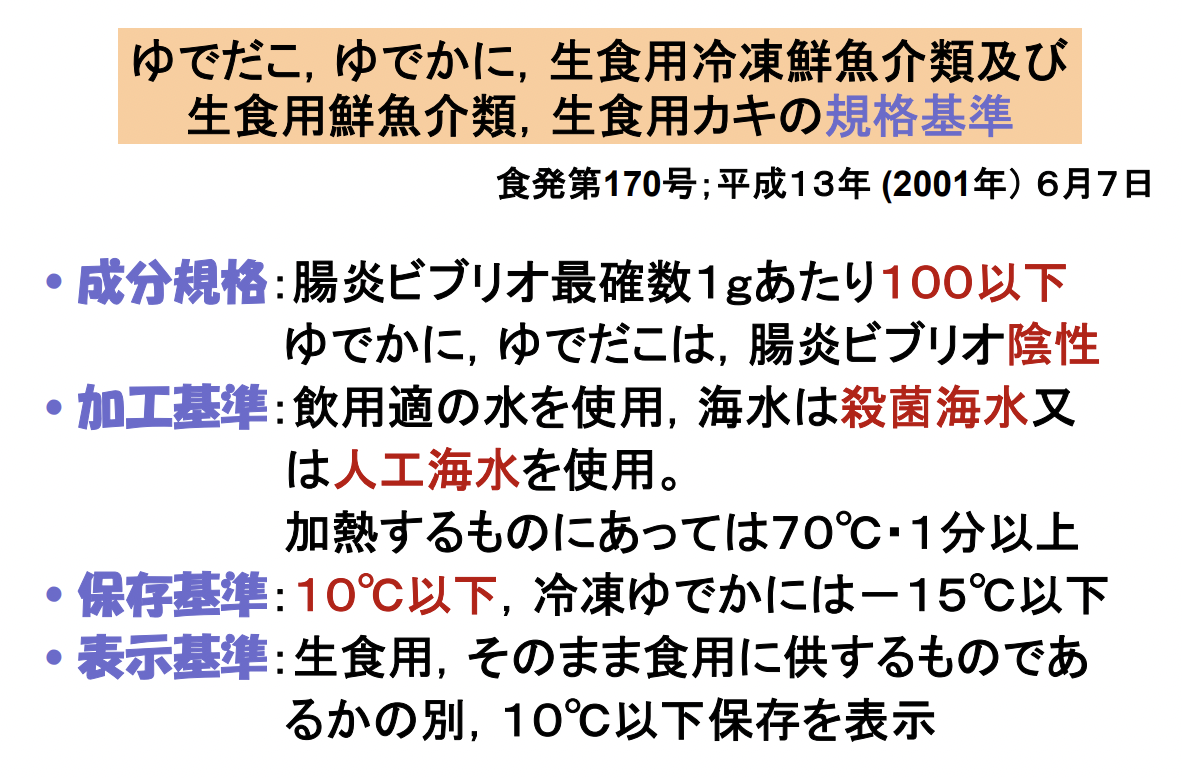 ゆでだこ，ゆでかに，生食用冷凍鮮魚介類及び
生食用鮮魚介類，生食用カキの規格基準
食発第170号；平成１３年 (2001年） ６月７日
• 成分規格：腸炎ビブリオ最確数１ｇあたり１００以下
ゆでかに，ゆでだこは，腸炎ビブリオ陰性
• 加工基準：飲用適の水を使用，海水は殺菌海水又
は人工海水を使用。
加熱するものにあっては７０℃・１分以上
• 保存基準：１０℃以下，冷凍ゆでかには－１５℃以下
• 表示基準：生食用，そのまま食用に供するものであ
るかの別，１０℃以下保存を表示